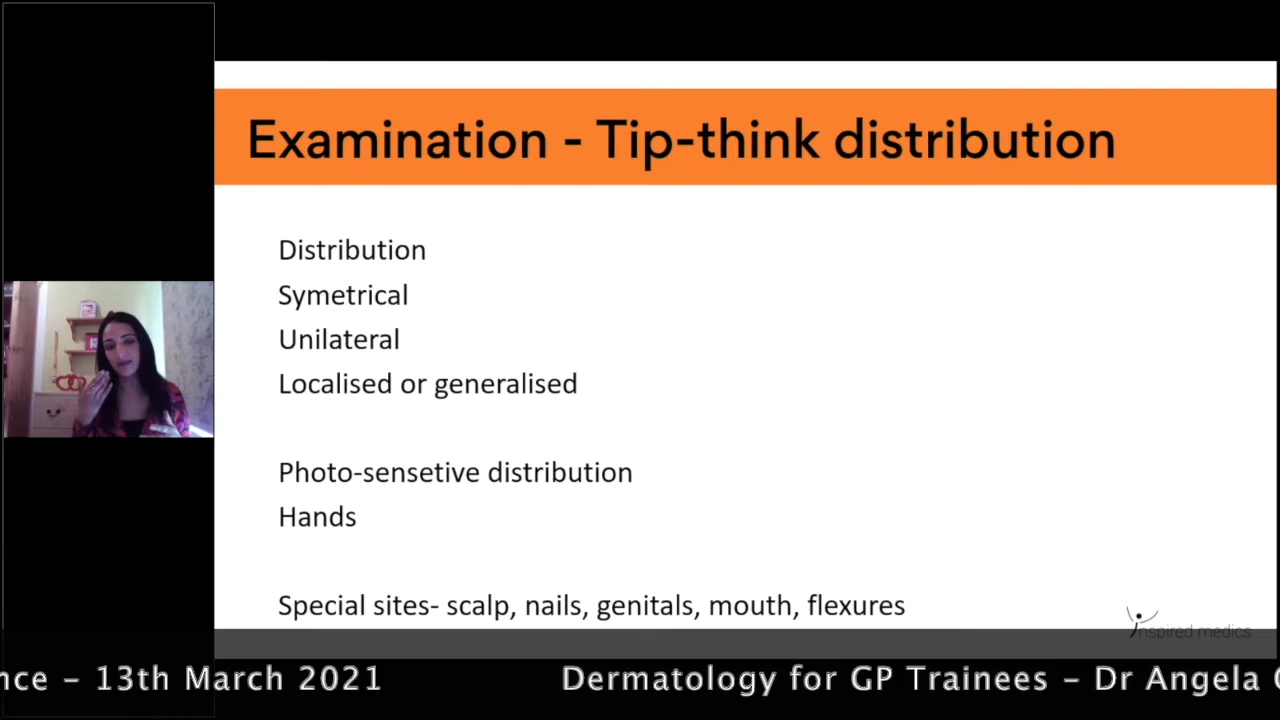 Examination - Tip-think distribution
Distribution
Symetrical
Unilateral
Localised or generalised
Photo-sensetive distribution
Hands
Special sites- scalp, nails, genitals, mouth, flexures
inspired medics
nce – 13th March 2021 Dermatology for GP Trainees – Dr Angela